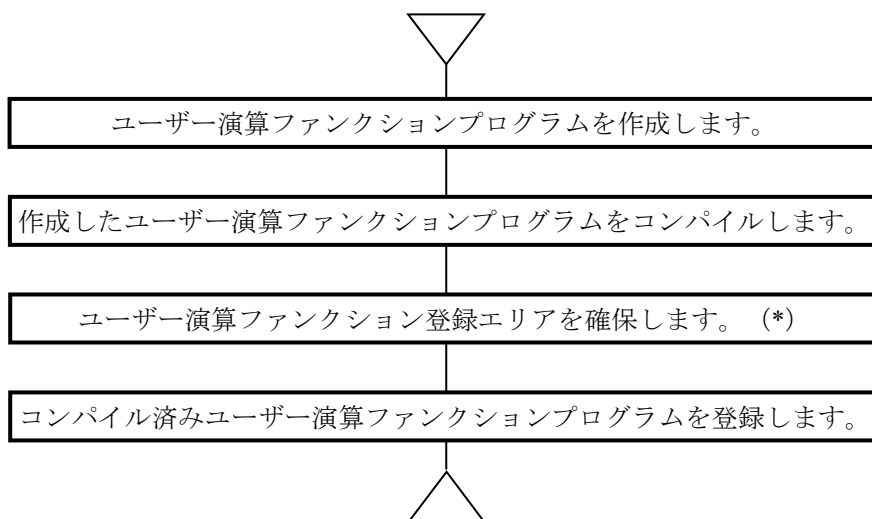 ユーザー演算ファンクションプログラムを作成します。
作成したユーザー演算ファンクションプログラムをコンパイルします。
ユーザー演算ファンクション登録エリアを確保します。（*）
コンパイル済みユーザー演算ファンクションプログラムを登録します。